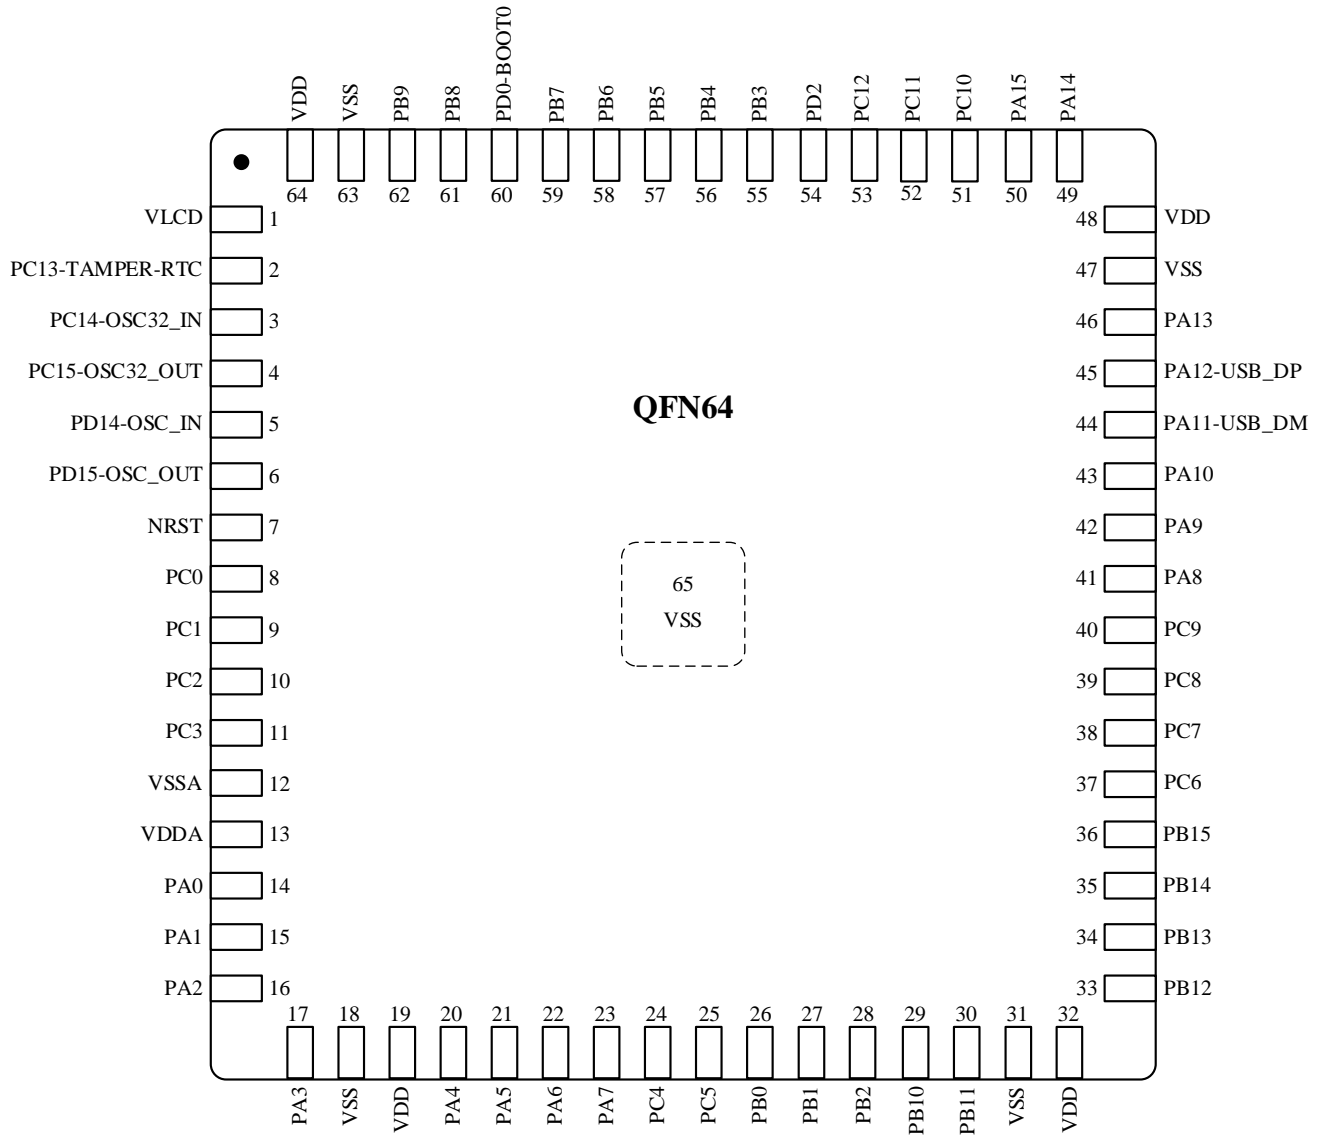 VDD
VSS
PB9
PB8
PD0-BOOT0
PB7
PB6
PB5
PB4
PB3
PD2
PC12
PC11
PC10
PA15
PA14
64 63 62 61 60 59 58 57 56 55 54 53 52 51 50 49
VLCD 1 48 VDD
PC13-TAMPER-RTC 2 47 VSS
PC14-OSC32_IN 3 46 PA13
PC15-OSC32_OUT 4 45 PA12-USB_DP
QFN64
PD14-OSC_IN 5 44 PA11-USB_DM
PD15-OSC_OUT 6 43 PA10
NRST 7 42 PA9
PC0 8 41 PA8
65
VSS
PC1 9 40 PC9
PC2 10 39 PC8
PC3 11 38 PC7
VSSA 12 37 PC6
VDDA 13 36 PB15
PA0 14 35 PB14
PA1 15 34 PB13
PA2 16 33 PB12
17 18 19 20 21 22 23 24 25 26 27 28 29 30 31 32
PA3
VSS
VDD
PA4
PA5
PA6
PA7
PC4
PC5
PB0
PB1
PB2
PB10
PB11
VSS
VDD